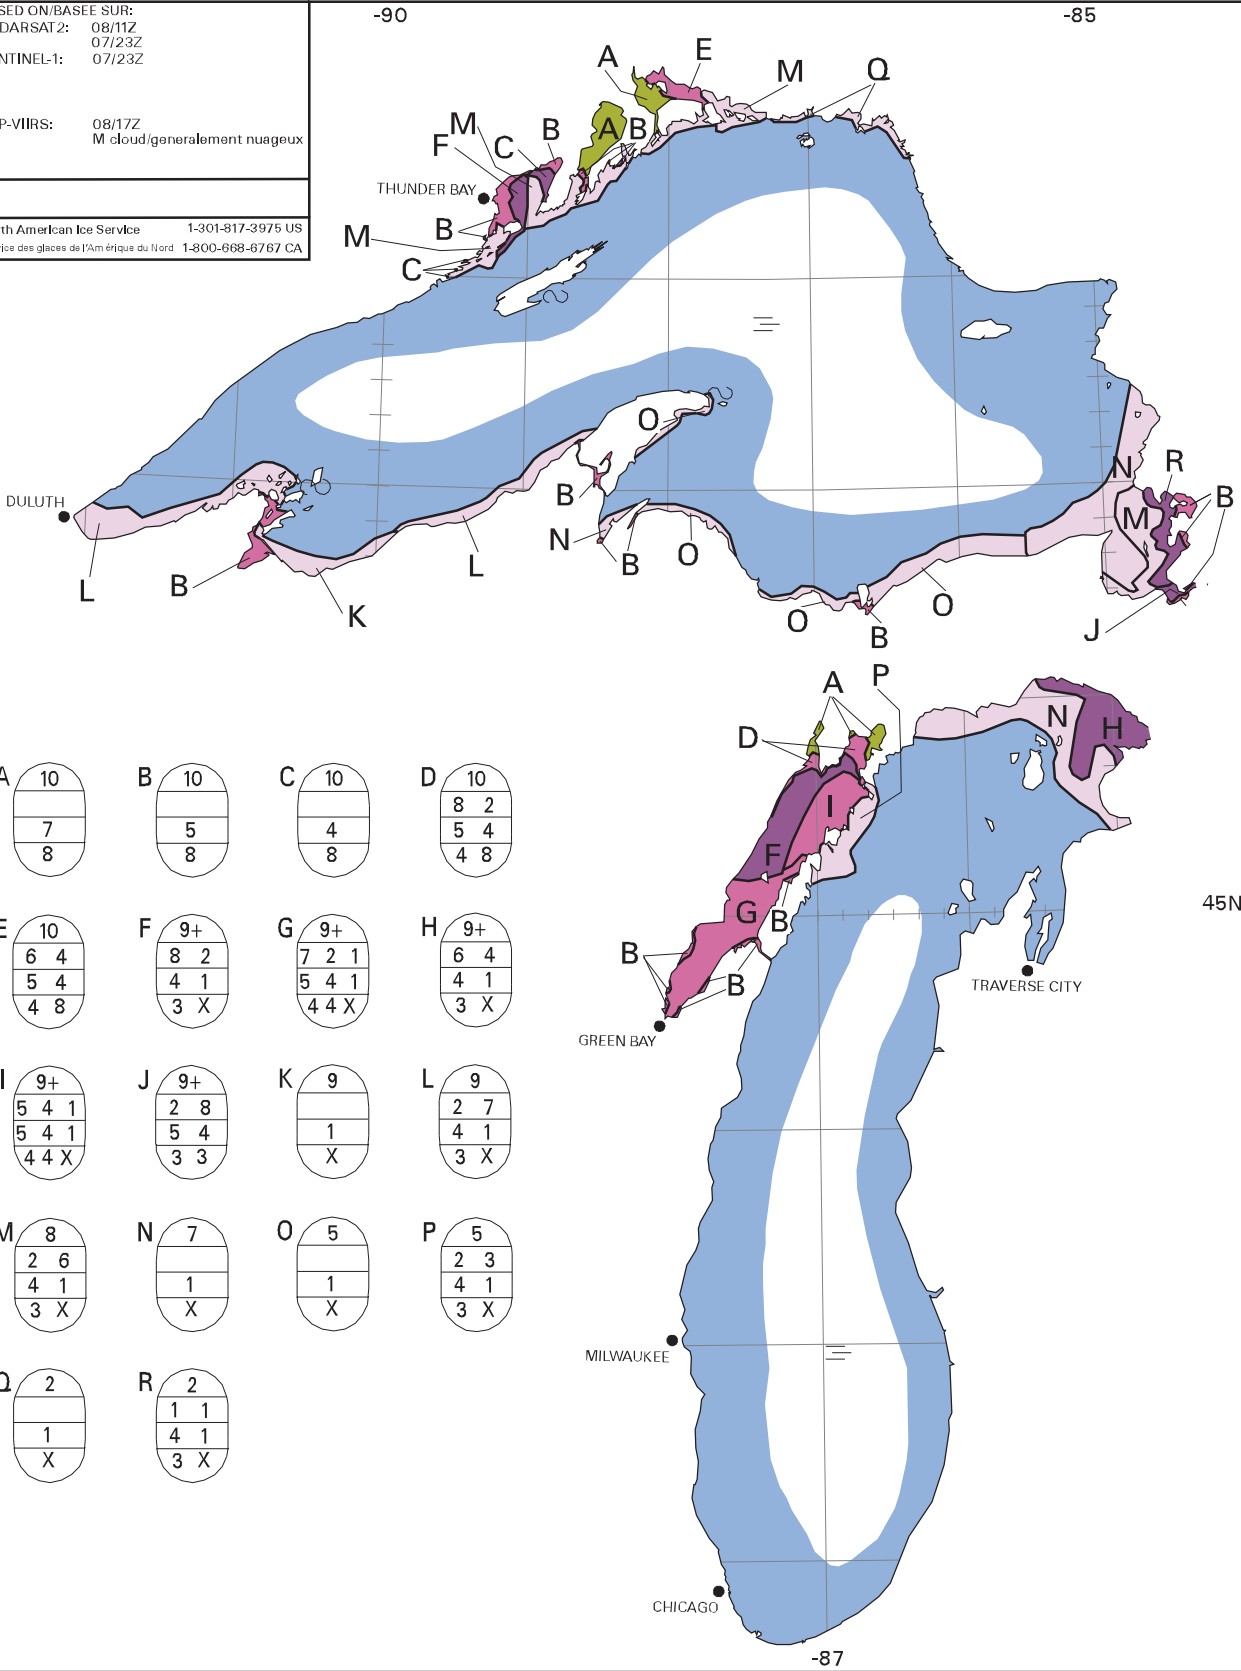 SED ON/BASEE SUR:
DARSAT2: 08/11Z
07/23Z
NTINEL-1: 07/23Z
P-VIIRS: 08/17Z
M cloud/generalement nuageux
th American Ice Service 1-301-817-3975 US
ice des glaces de l'Amérique du Nord 1-800-668-6767 CA
-90
-85
A
E
M
Q
M
F
C
B
A
B
THUNDER BAY
M
B
C
O
N
R
B
M
DULUTH
B
N
B
O
L
B
L
K
O
O
B
J
A
P
D
N
H
I
F
G
B
B
B
45N
TRAVERSE CITY
GREEN BAY
MILWAUKEE
CHICAGO
-87
A 10
7
8
B 10
5
8
C 10
4
8
D 10
8 2
5 4
4 8
E 10
6 4
5 4
4 8
F 9+
8 2
4 1
3 X
G 9+
7 2 1
5 4 1
4 4 X
H 9+
6 4
4 1
3 X
I 9+
5 4 1
5 4 1
4 4 X
J 9+
2 8
5 4
3 3
K 9
1
X
L 9
2 7
4 1
3 X
M 8
2 6
4 1
3 X
N 7
1
X
O 5
1
X
P 5
2 3
4 1
3 X
Q 2
1
X
R 2
1 1
4 1
3 X